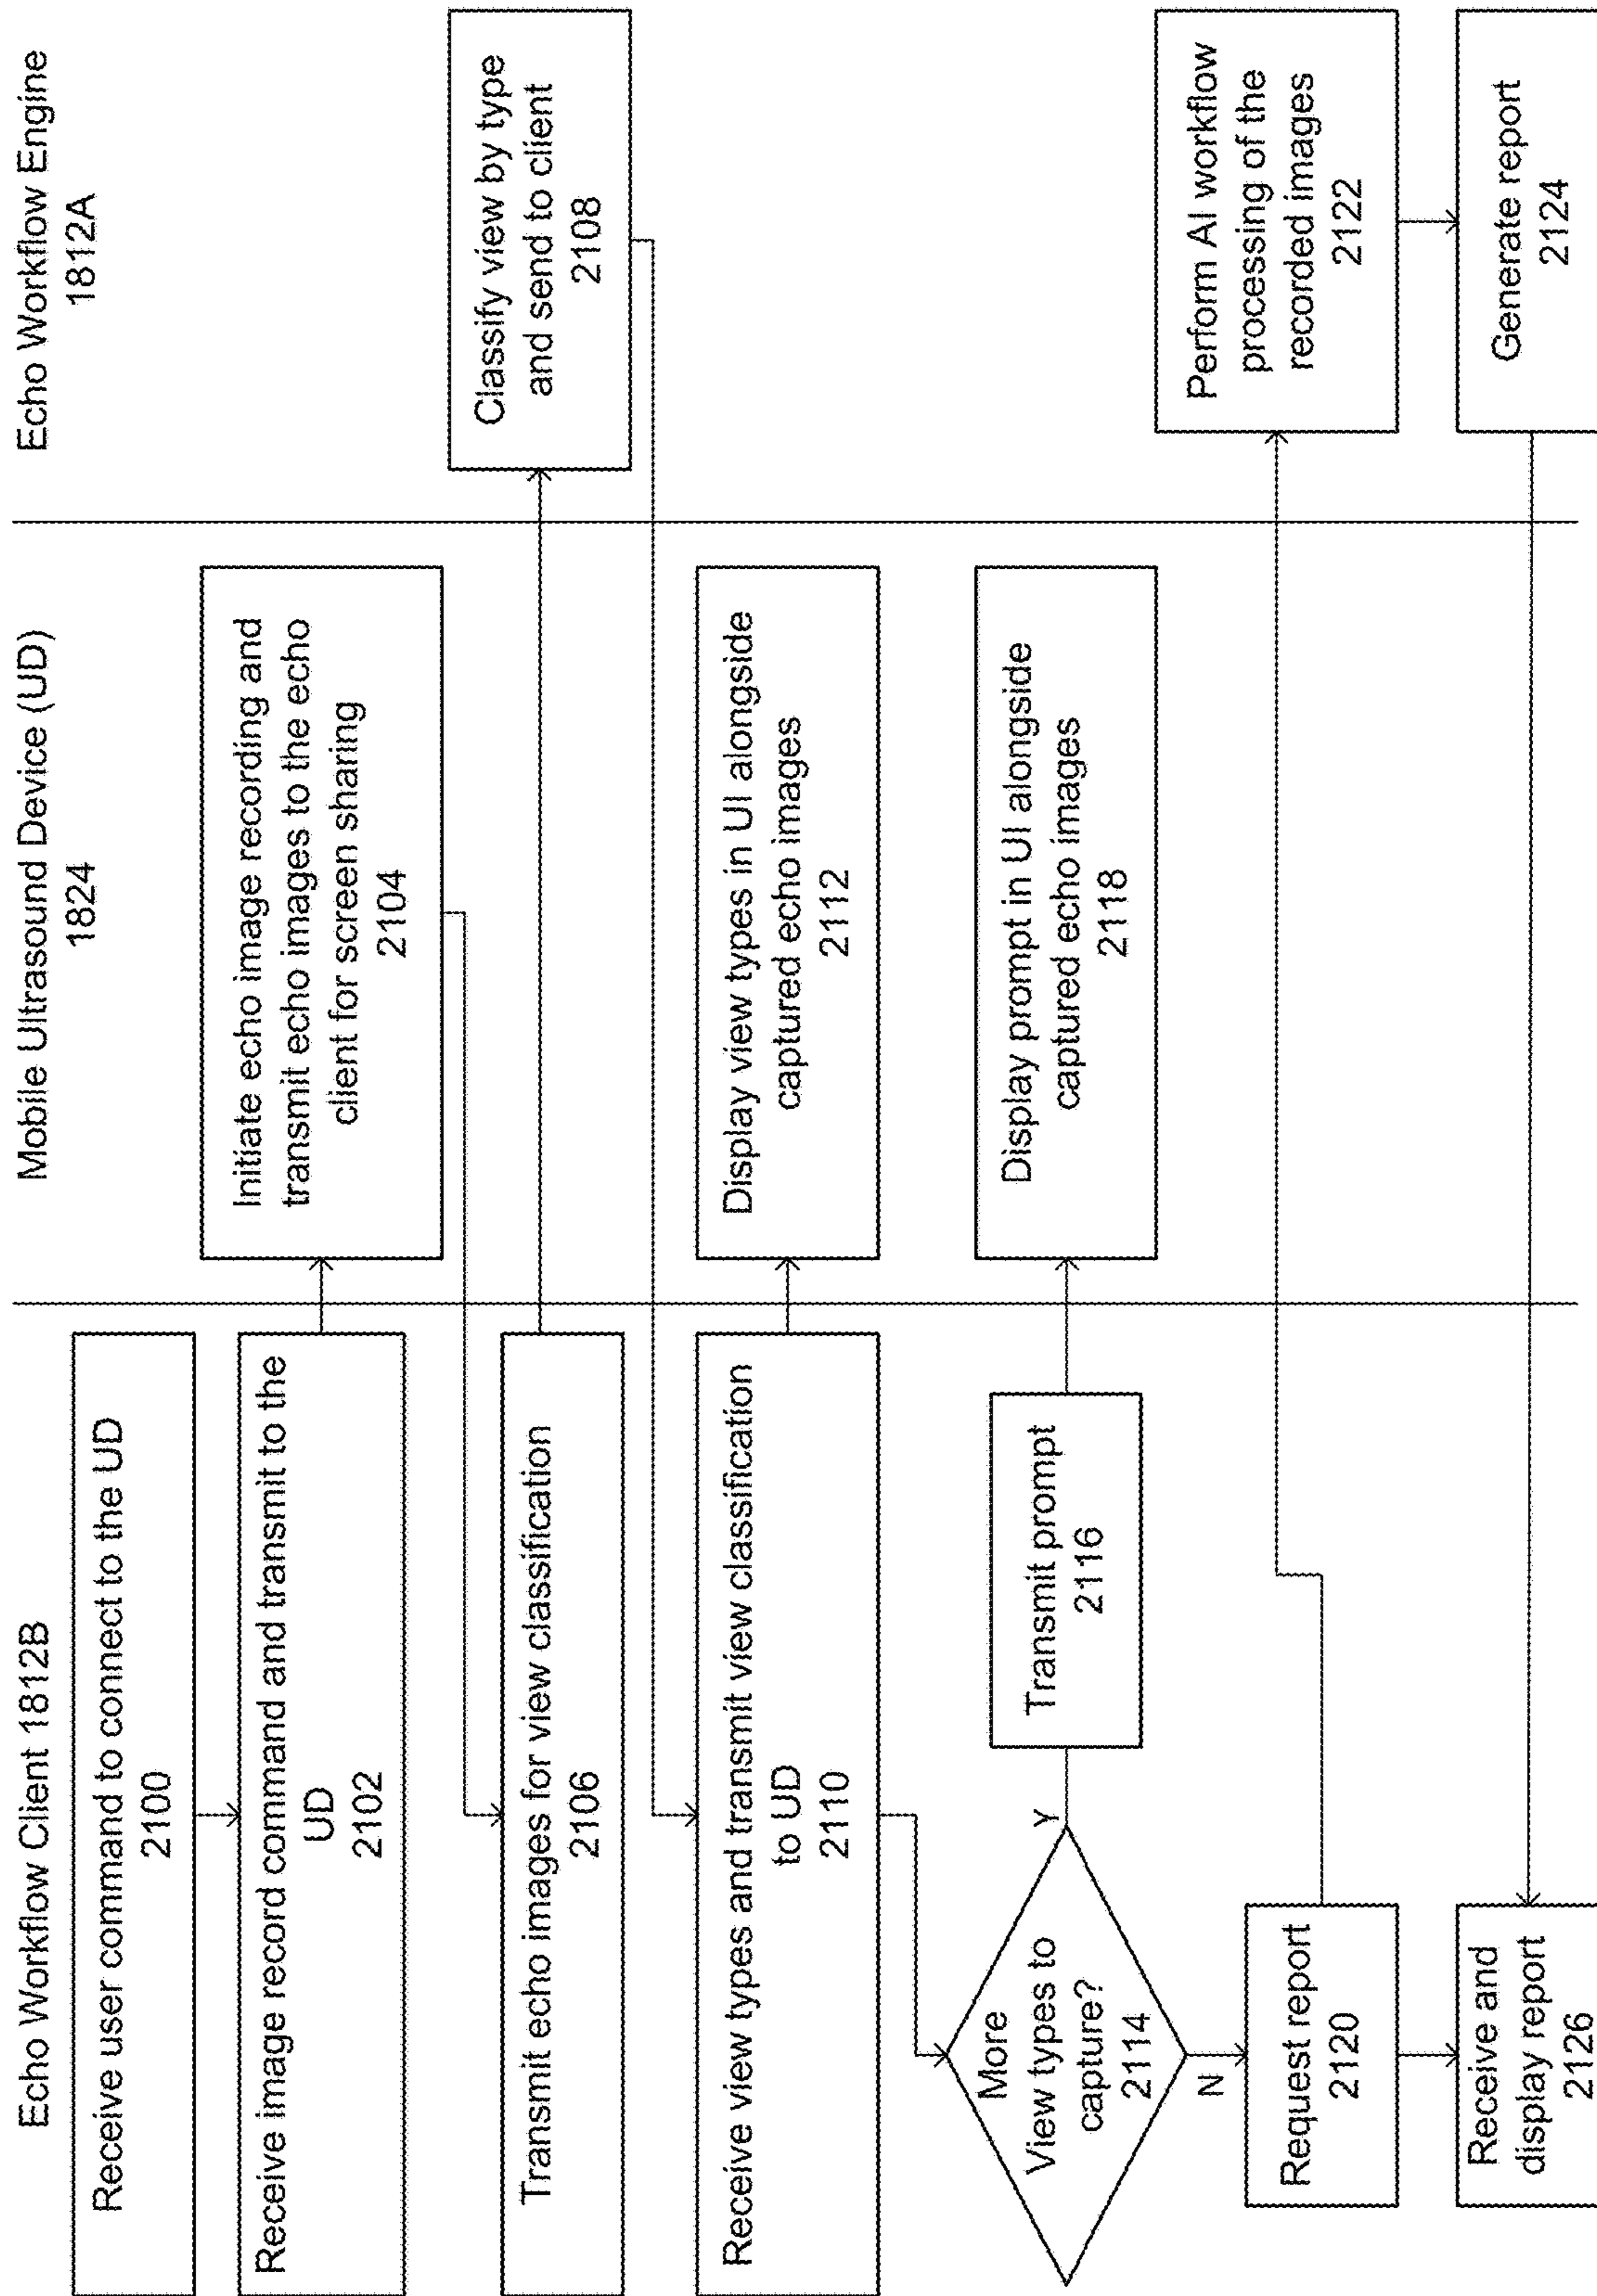 Echo Workflow Client 1812B
Mobile Ultrasound Device (UD)
1824
Echo Workflow Engine
1812A
Receive user command to connect to the UD
2100
Receive image record command and transmit to the
UD
2102
Initiate echo image recording and
transmit echo images to the echo
client for screen sharing
2104
Transmit echo images for view classification
2106
Classify view by type
and send to client
2108
Receive view types and transmit view classification
to UD
2110
Display view types in UI alongside
captured echo images
2112
More
View types to
capture?
2114
Y
N
Transmit prompt
2116
Display prompt in UI alongside
captured echo images
2118
Request report
2120
Perform AI workflow
processing of the
recorded images
2122
Generate report
2124
Receive and
display report
2126